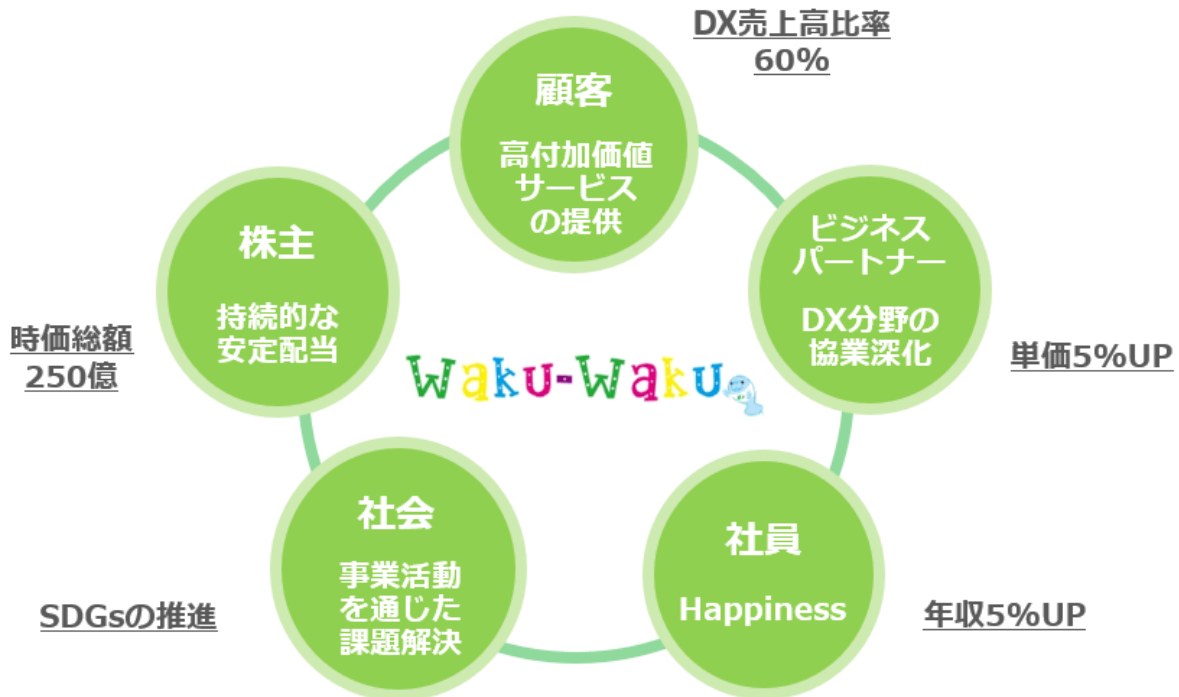 DX売上高比率
60%
顧客
高付加価値
サービス
の提供
ビジネス
パートナー
DX分野の
協業深化
単価5%UP
社員
Happiness
年収5%UP
社会
事業活動
を通じた
課題解決
SDGsの推進
株主
持続的な
安定配当
時価総額
250億
Waku-Waku